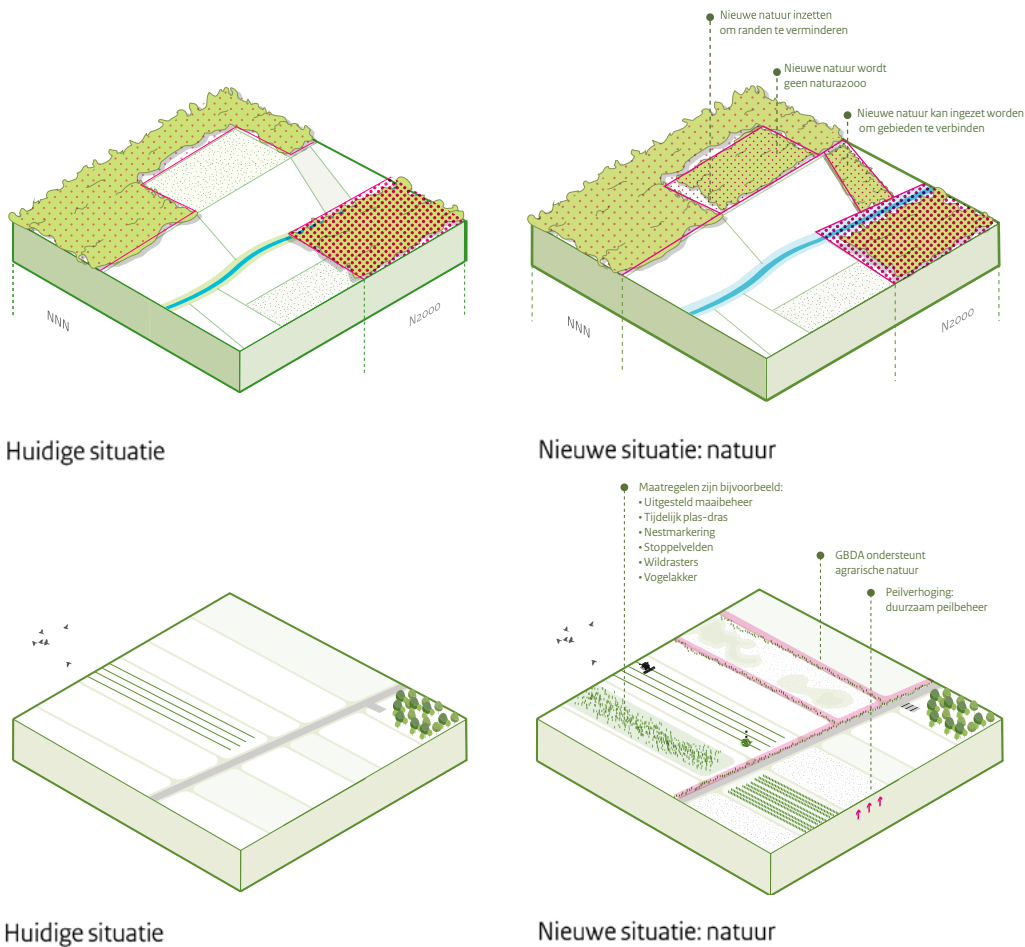 Nieuwe natuur inzetten
om randen te verminderen
Nieuwe natuur wordt
geen natura2000
Nieuwe natuur kan ingezet worden
om gebieden te verbinden
NNN
N2000
NNN
N2000
Huidige situatie
Nieuwe situatie: natuur
Maatregelen zijn bijvoorbeeld:
• Uitgesteld maaibeheer
• Tijdelijk plas-dras
• Nestmarkering
• Stoppelvelden
• Wildrasters
• Vogelakker
GBDA ondersteunt
agrarische natuur
Peilverhoging:
duurzaam peilbeheer
Huidige situatie
Nieuwe situatie: natuur